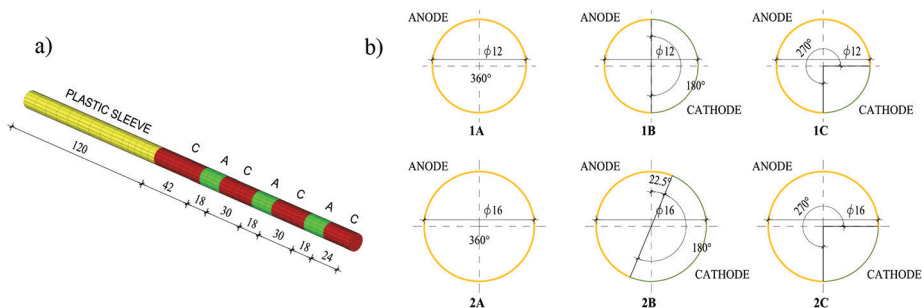 a)
PLASTIC SLEEVE
C
A
C
A
C
A
C
120
42
18
30
18
30
18
24
b)
ANODE
ϕ12
360°
1A
ANODE
ϕ12
180°
CATHODE
1B
ANODE
270°
ϕ12
CATHODE
1C
ANODE
ϕ16
360°
2A
ANODE
22.5°
ϕ16
180°
CATHODE
2B
ANODE
270°
ϕ16
CATHODE
2C